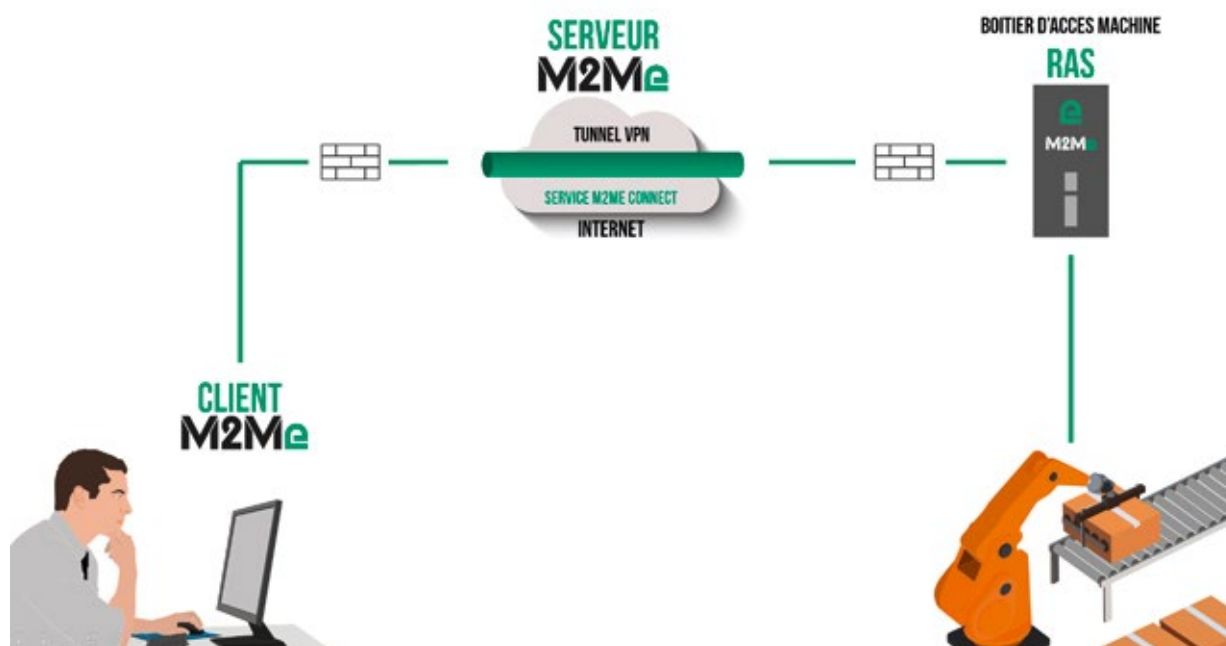 SERVEUR
M2Me
TUNNEL VPN
SERVICE M2ME CONNECT
INTERNET
BOITIER D'ACCES MACHINE
RAS
e
M2Me
CLIENT
M2Me